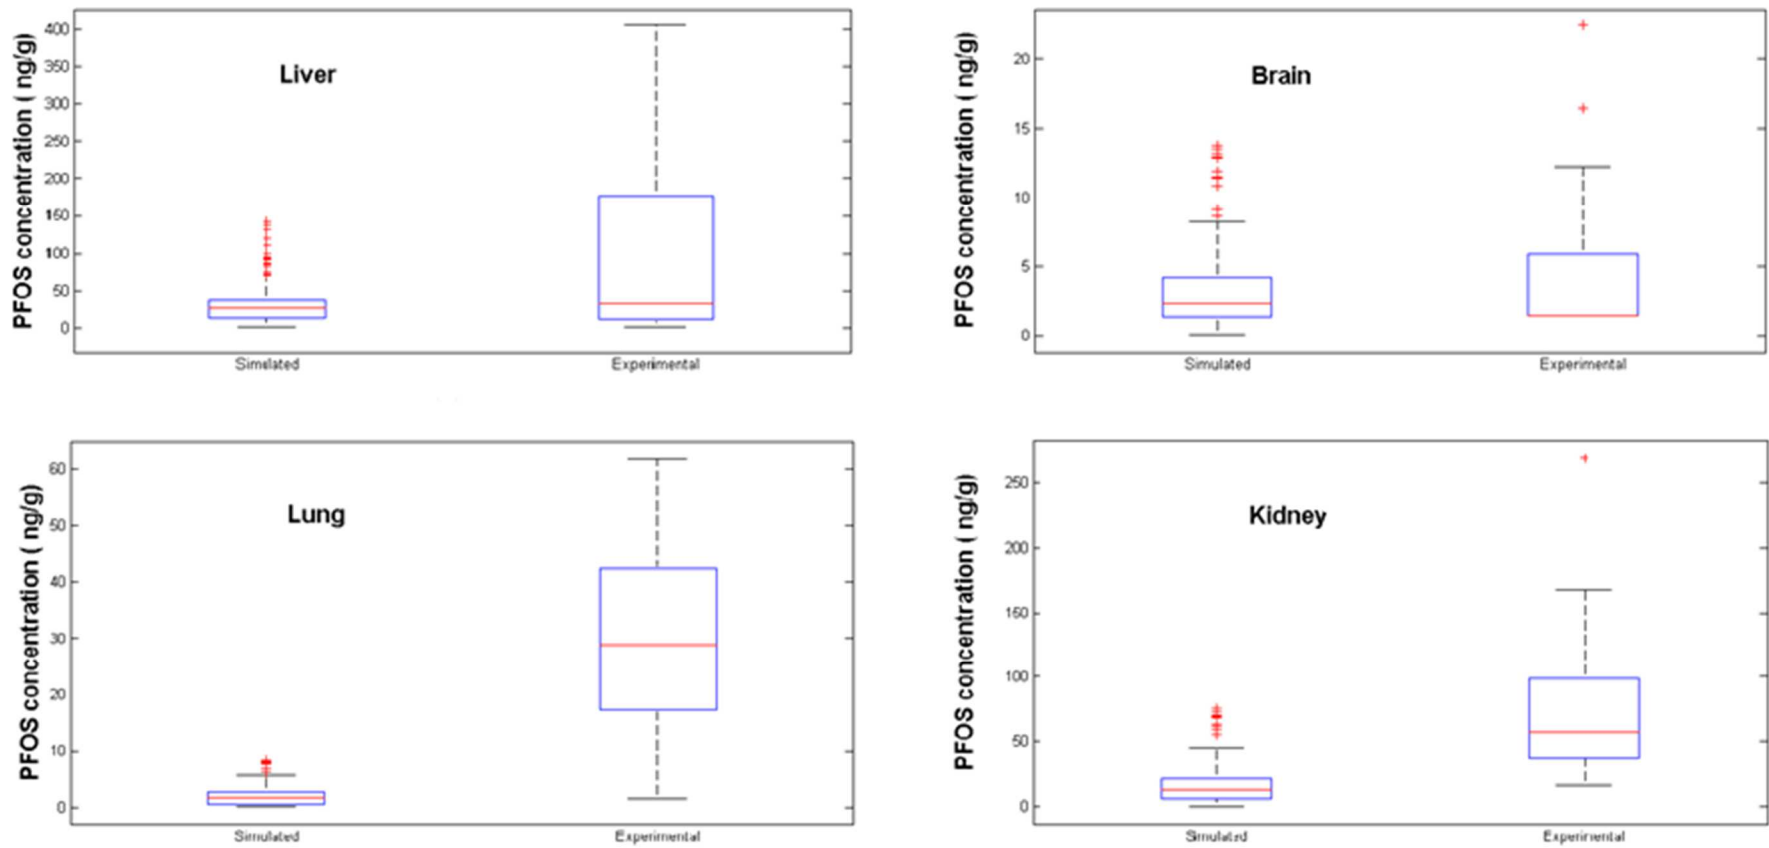 PFOS concentration ( ng/g)
400
350
300
250
200
150
100
50
0
Liver
Simulated
Experimental
PFOS concentration ( ng/g)
20
15
10
5
0
Brain
Simulated
Experimental
PFOS concentration ( ng/g)
60
50
40
30
20
10
0
Lung
Simulated
Experimental
PFOS concentration ( ng/g)
250
200
150
100
50
0
Kidney
Simulated
Experimental